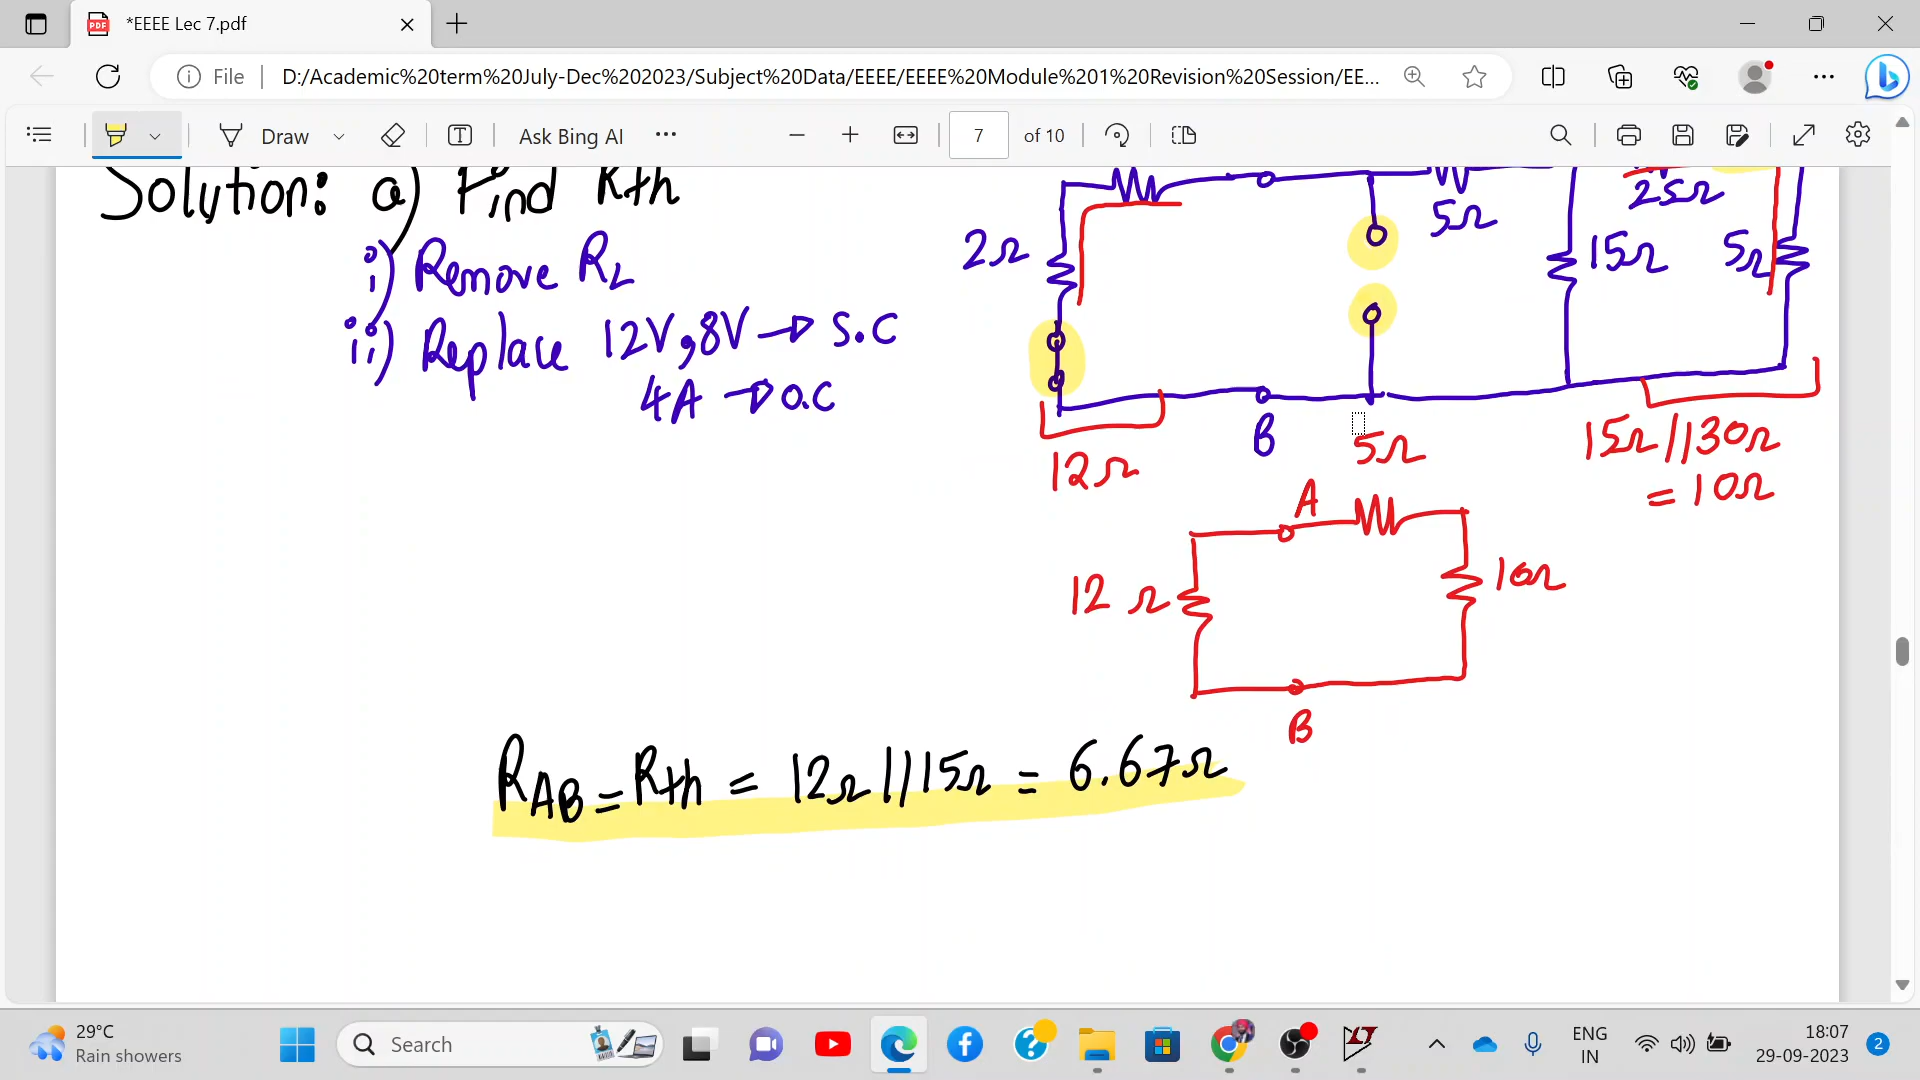 *EEEE Lec 7.pdf
File
D:/Academic%20term%20July-Dec%202023/Subject%20Data/EEEE/EEEE%20Module%201%20Revision%20Session/EE...
Draw
Ask Bing AI
7 of 10
Solution: a) Find Rth
i) Remove RL
ii) Replace 12V, 8V → S.C
4A → O.C
2Ω
5Ω
25Ω
15Ω
5Ω
B
12Ω
15Ω//30Ω
= 10Ω
5Ω
A
12 Ω
10Ω
B
RAB = Rth = 12Ω || 15Ω = 6.67Ω
29°C
Rain showers
Search
ENG
IN
18:07
29-09-2023
2